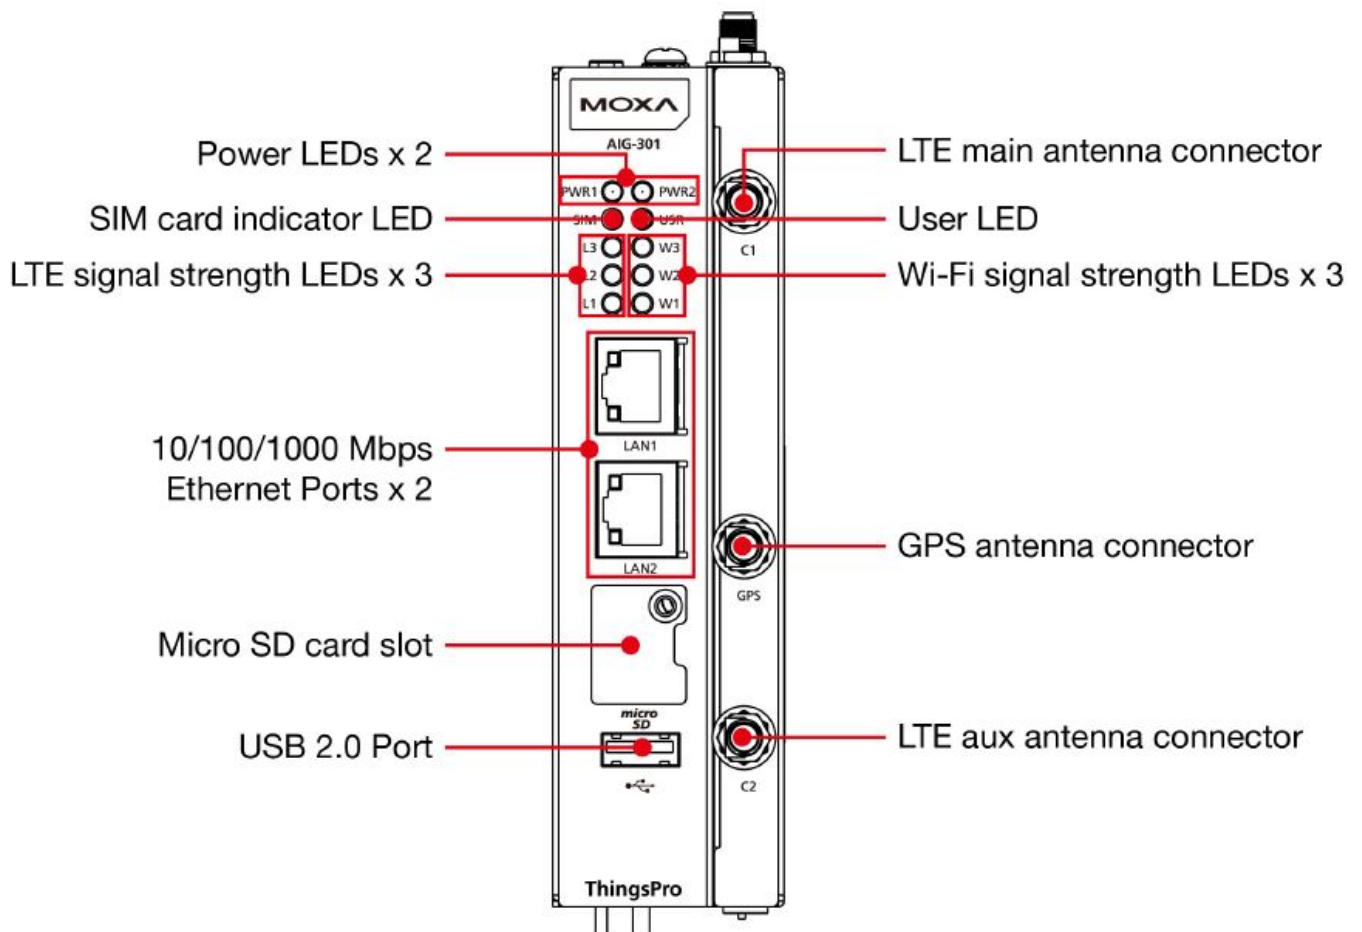 MOXA
AIG-301
Power LEDs x 2
LTE main antenna connector
PWR1
PWR2
SIM card indicator LED
SIM
USR
User LED
C1
LTE signal strength LEDs x 3
L3
W3
L2
W2
L1
W1
Wi-Fi signal strength LEDs x 3
LAN1
10/100/1000 Mbps
Ethernet Ports x 2
LAN2
GPS antenna connector
GPS
Micro SD card slot
micro
SD
USB 2.0 Port
LTE aux antenna connector
C2
ThingsPro